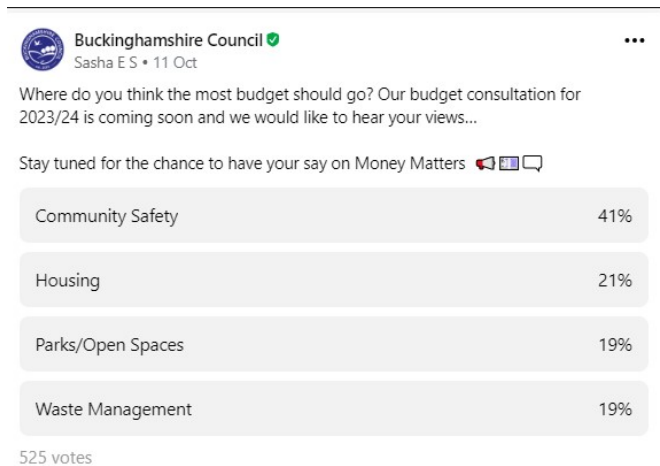 Buckinghamshire Council
Sasha E S • 11 Oct
Where do you think the most budget should go? Our budget consultation for
2023/24 is coming soon and we would like to hear your views...
Stay tuned for the chance to have your say on Money Matters
Community Safety 41%
Housing 21%
Parks/Open Spaces 19%
Waste Management 19%
525 votes